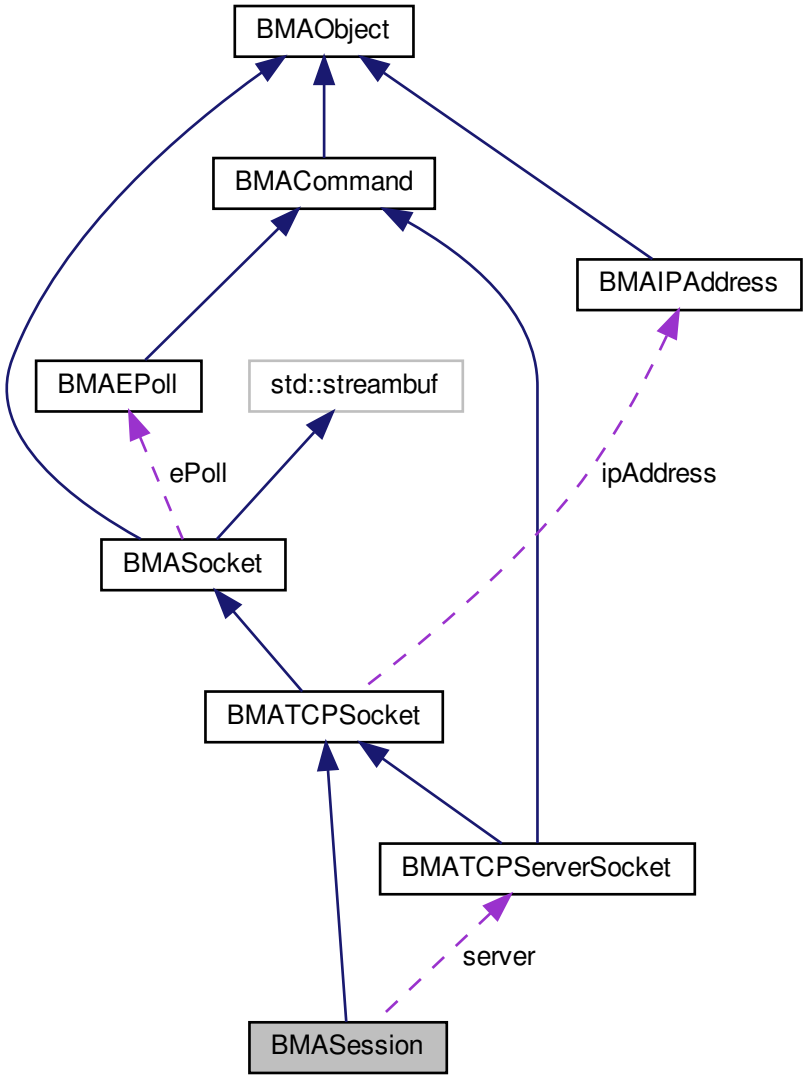 BMAObject
BMACommand
BMAIPAddress
BMAEPoll
std::streambuf
ePoll
ipAddress
BMASocket
BMATCPSocket
BMATCPServerSocket
server
BMASession